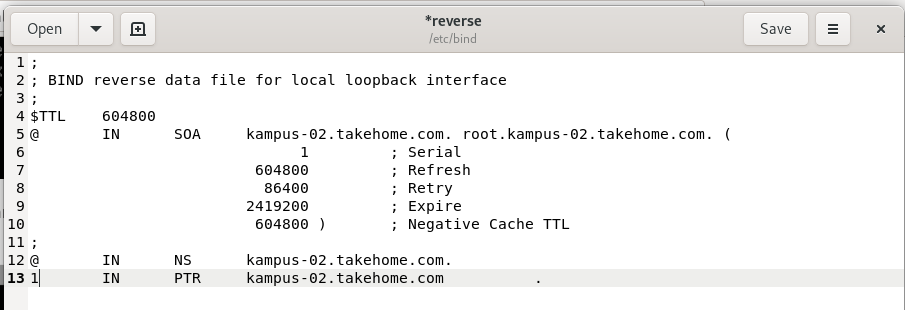 Open
*reverse
/etc/bind
Save
1 ;
2 ; BIND reverse data file for local loopback interface
3 ;
4 $TTL    604800
5 @       IN      SOA     kampus-02.takehome.com. root.kampus-02.takehome.com. (
6                               1         ; Serial
7                          604800         ; Refresh
8                           86400         ; Retry
9                         2419200         ; Expire
10                         604800 )       ; Negative Cache TTL
11 ;
12 @       IN      NS      kampus-02.takehome.com.
13 1       IN      PTR     kampus-02.takehome.com          .